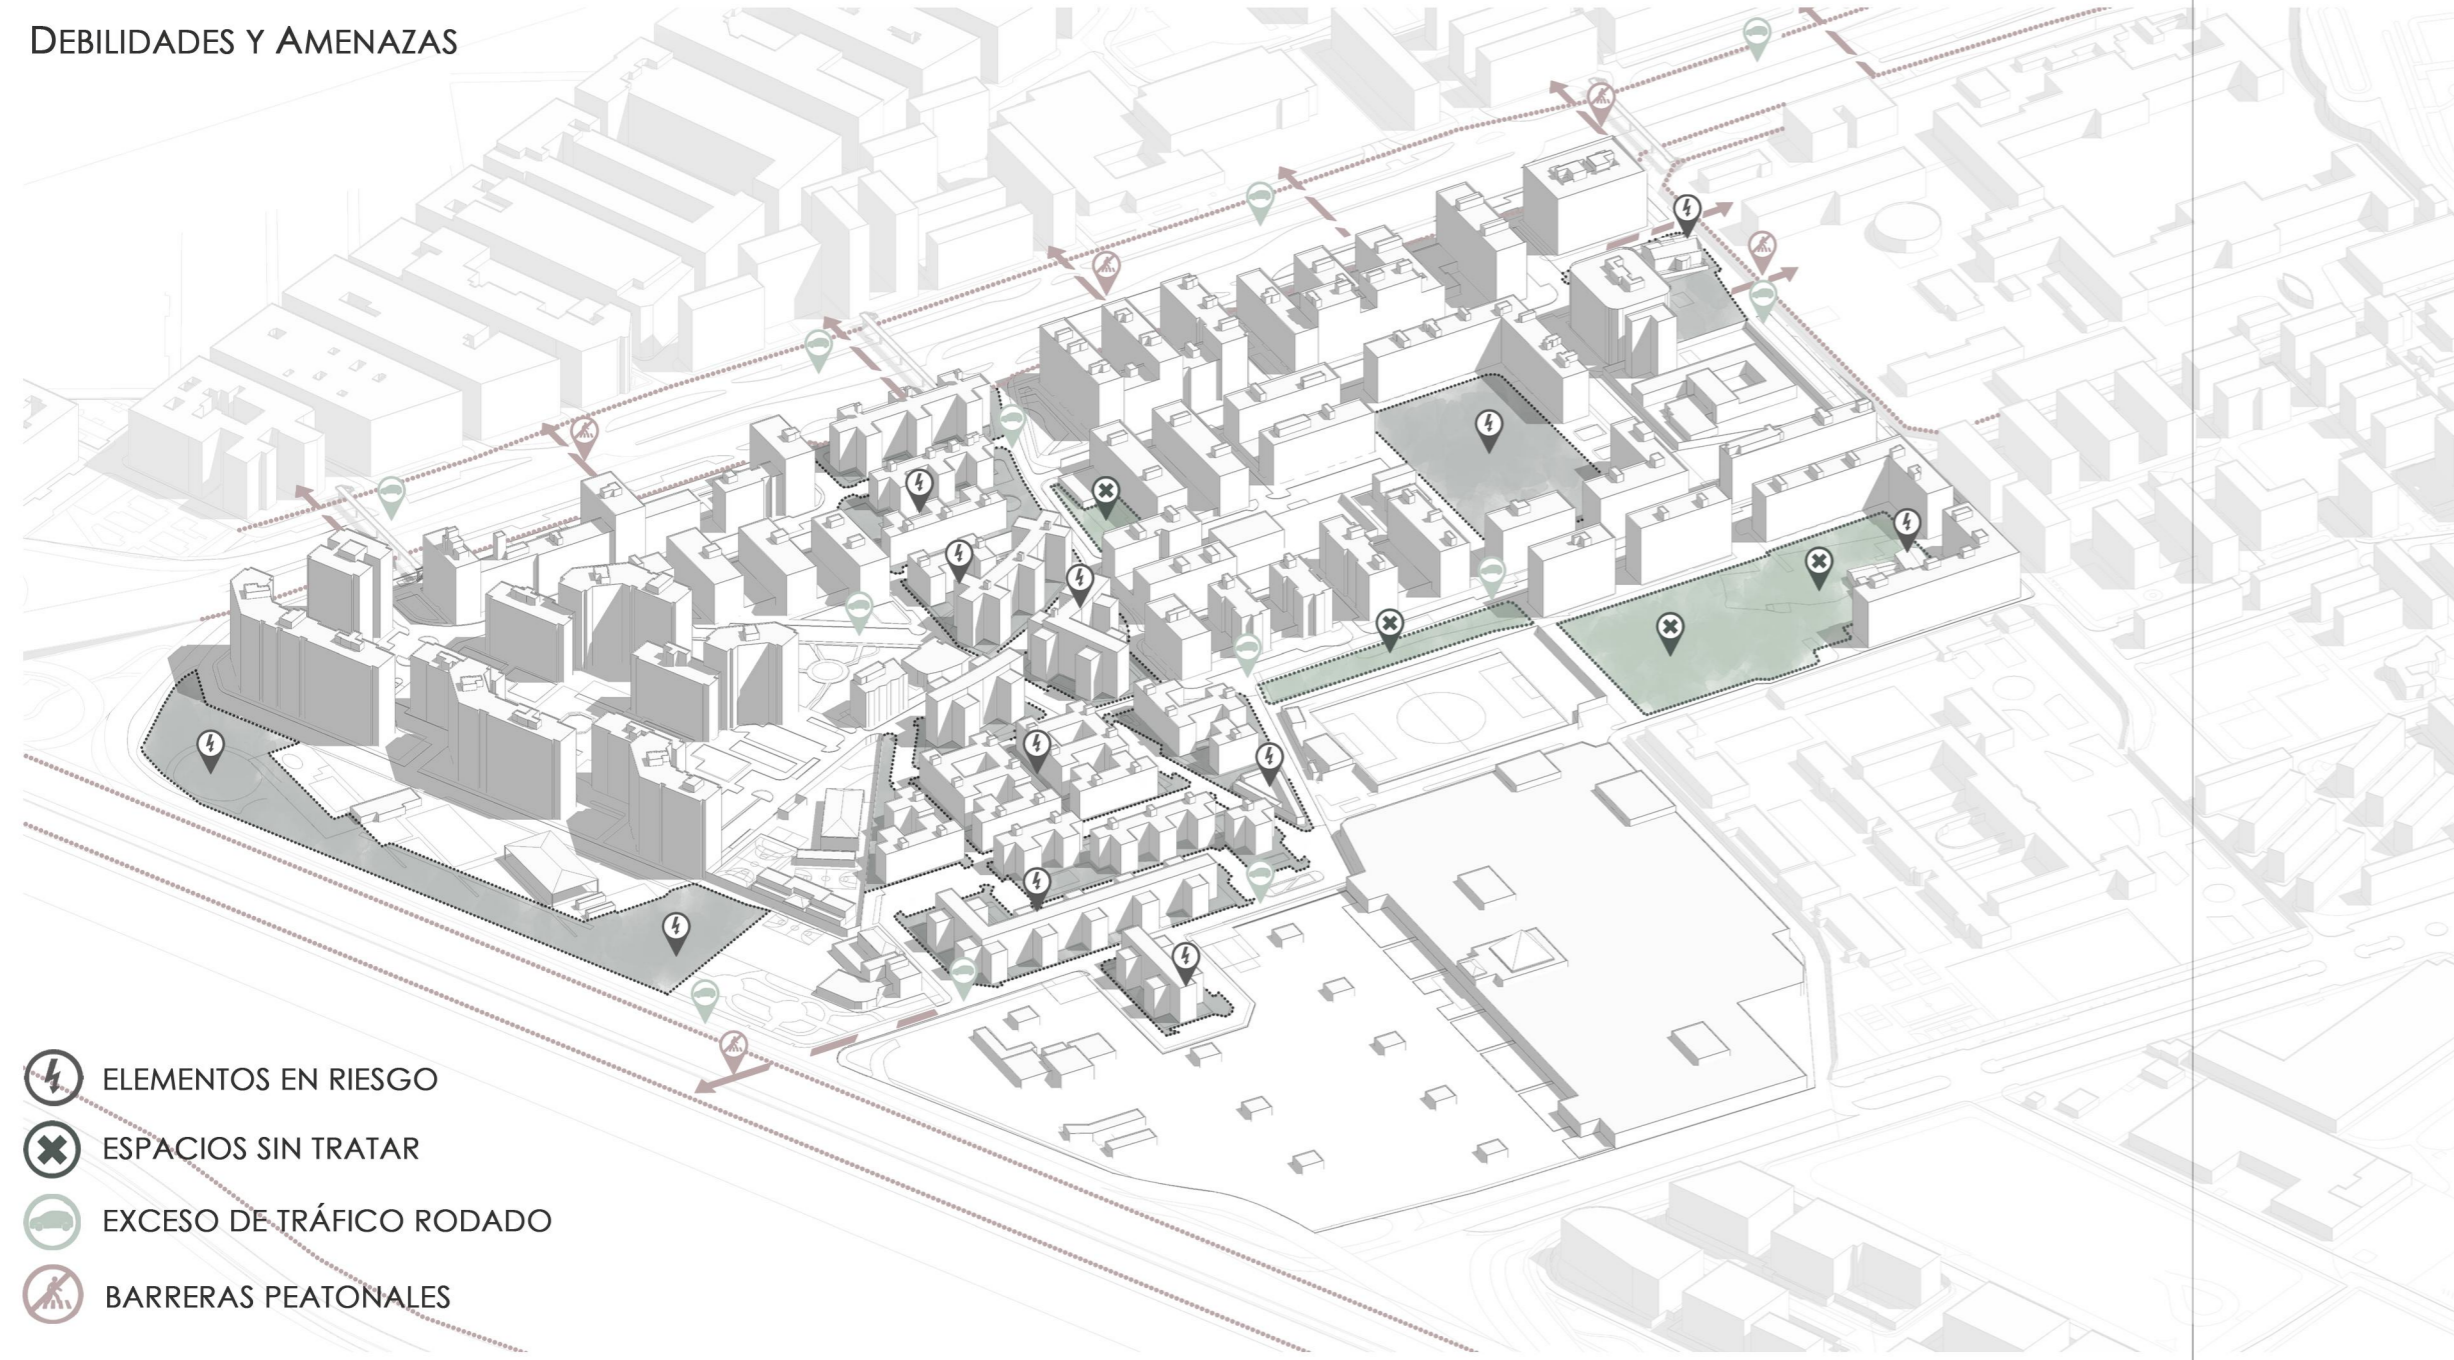 DEBILIDADES Y AMENAZAS
ELEMENTOS EN RIESGO
ESPACIOS SIN TRATAR
EXCESO DE TRÁFICO RODADO
BARRERAS PEATONALES